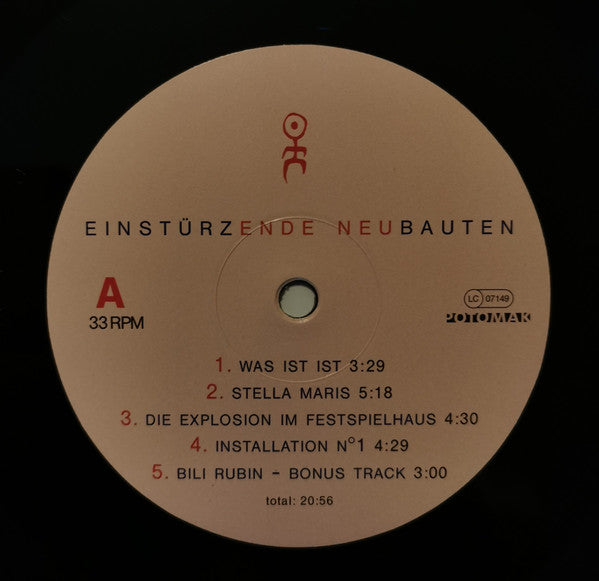 EINSTÜRZENDE NEUBAUTEN
A
33 RPM
LC 07149
POTOMAK
1. WAS IST IST 3:29
2. STELLA MARIS 5:18
3. DIE EXPLOSION IM FESTSPIELHAUS 4:30
4. INSTALLATION N°1 4:29
5. BILI RUBIN - BONUS TRACK 3:00
total: 20:56